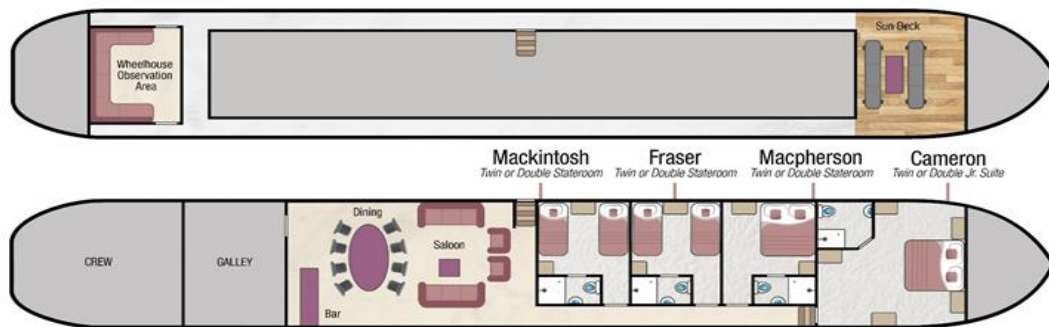 Wheelhouse
Observation
Area
Sun Deck
Mackintosh
Twin or Double Stateroom
Fraser
Twin or Double Stateroom
Macpherson
Twin or Double Stateroom
Cameron
Twin or Double Jr. Suite
CREW
GALLEY
Dining
Saloon
Bar